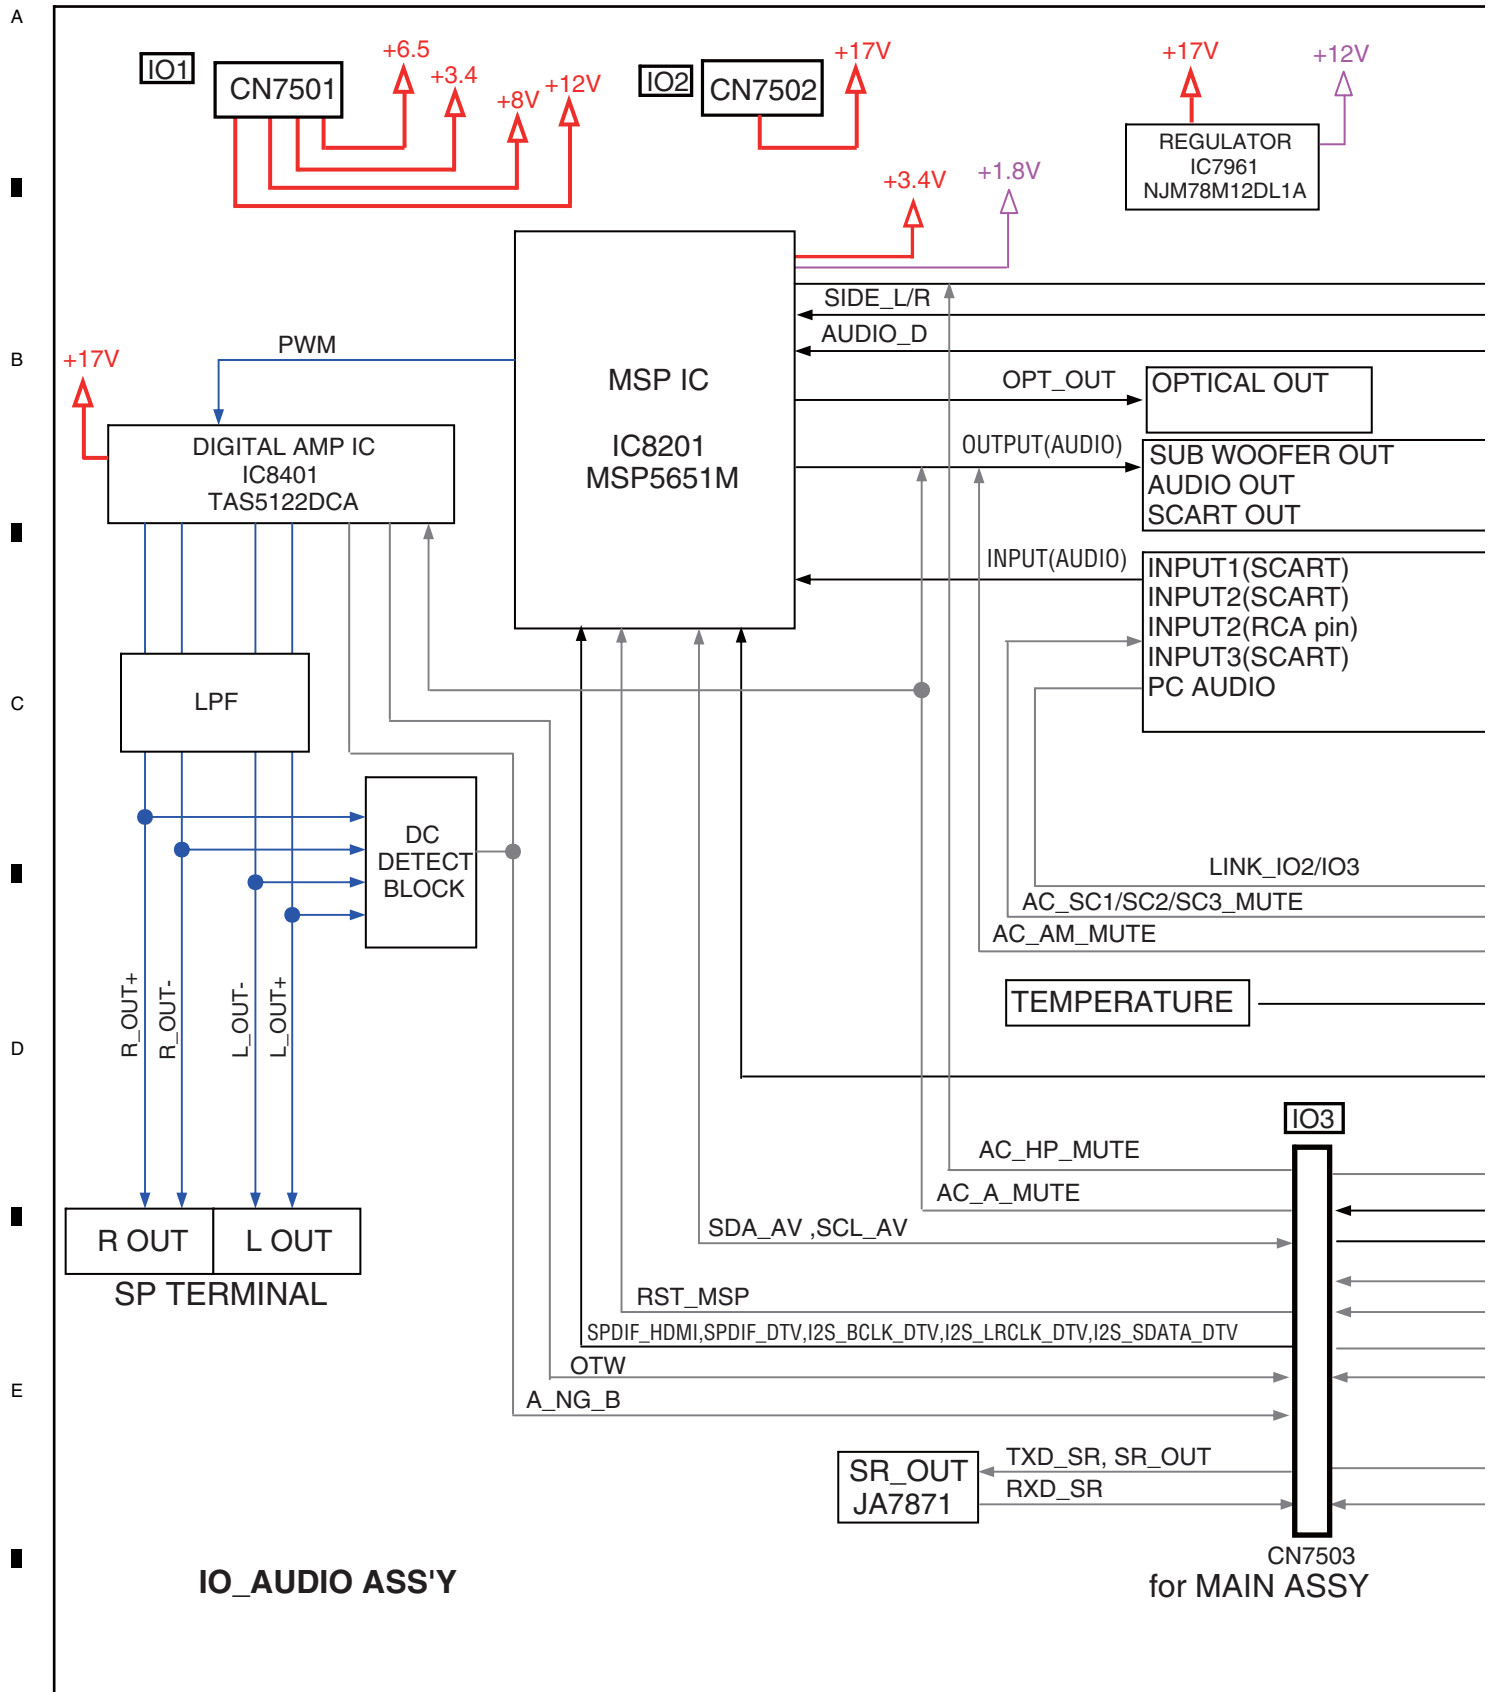 A
IO1
CN7501
+6.5
+3.4
+8V
+12V
IO2
CN7502
+17V
+17V
+12V
REGULATOR
IC7961
NJM78M12DL1A
+3.4V
+1.8V
SIDE_L/R
AUDIO_D
B
+17V
PWM
MSP IC
IC8201
MSP5651M
OPT_OUT
OPTICAL OUT
DIGITAL AMP IC
IC8401
TAS5122DCA
OUTPUT(AUDIO)
SUB WOOFER OUT
AUDIO OUT
SCART OUT
INPUT(AUDIO)
INPUT1(SCART)
INPUT2(SCART)
INPUT2(RCA pin)
INPUT3(SCART)
PC AUDIO
C
LPF
DC
DETECT
BLOCK
LINK_IO2/IO3
AC_SC1/SC2/SC3_MUTE
AC_AM_MUTE
R_OUT+
R_OUT-
L_OUT-
L_OUT+
TEMPERATURE
D
IO3
AC_HP_MUTE
AC_A_MUTE
R OUT
L OUT
SP TERMINAL
SDA_AV ,SCL_AV
RST_MSP
SPDIF_HDMI,SPDIF_DTV,I2S_BCLK_DTV,I2S_LRCLK_DTV,I2S_SDATA_DTV
OTW
E
A_NG_B
SR_OUT
JA7871
TXD_SR, SR_OUT
RXD_SR
CN7503
for MAIN ASSY
IO_AUDIO ASS'Y